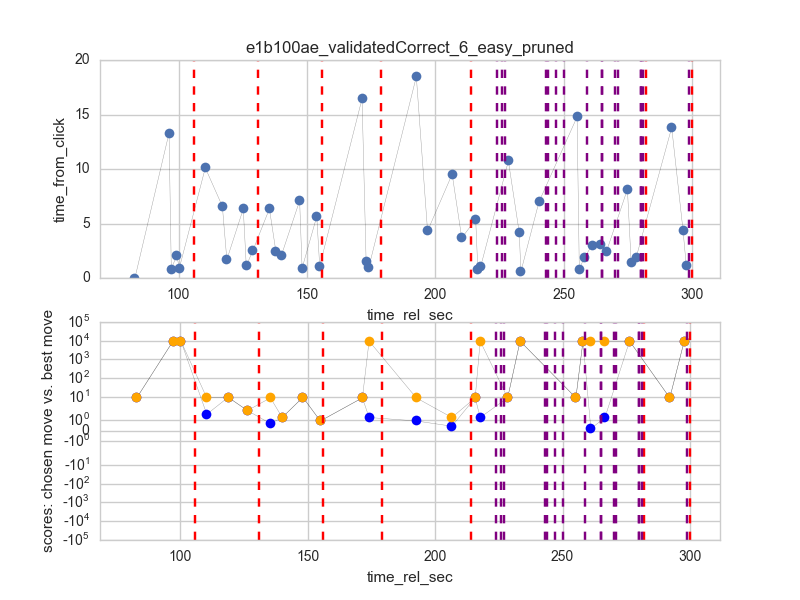 e1b100ae_validatedCorrect_6_easy_pruned
20
15
10
5
0
time_from_click
100 150 200 250 300
time_rel_sec
10^5
10^4
10^3
10^2
10^1
10^0
0
-10^0
-10^1
-10^2
-10^3
-10^4
-10^5
scores: chosen move vs. best move
100 150 200 250 300
time_rel_sec